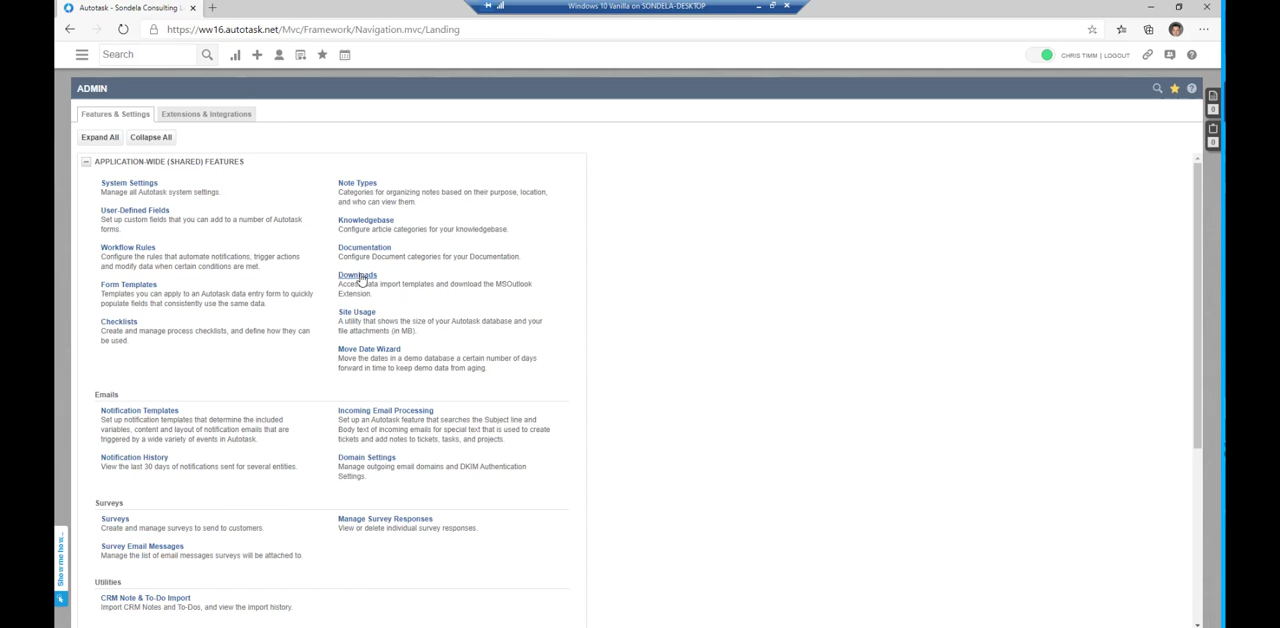 Autotask - Sondela Consulting L
Windows 10 Vanilla on SONDELA-DESKTOP
https://ww16.autotask.net/Mvc/Framework/Navigation.mvc/Landing
Search
CHRIS TIMM | LOGOUT
ADMIN
Features & Settings
Extensions & Integrations
Expand All
Collapse All
APPLICATION-WIDE (SHARED) FEATURES
System Settings
Manage all Autotask system settings.
User-Defined Fields
Set up custom fields that you can add to a number of Autotask
forms.
Workflow Rules
Configure the rules that automate notifications, trigger actions
and modify data when certain conditions are met.
Form Templates
Templates you can apply to an Autotask data entry form to quickly
populate fields that consistently use the same data.
Checklists
Create and manage process checklists, and define how they can
be used.
Note Types
Categories for organizing notes based on their purpose, location,
and who can view them.
Knowledgebase
Configure article categories for your knowledgebase.
Documentation
Configure Document categories for your Documentation.
Downloads
Access data import templates and download the MSOutlook
Extension.
Site Usage
A utility that shows the size of your Autotask database and your
file attachments (in MB).
Move Date Wizard
Move the dates in a demo database a certain number of days
forward in time to keep demo data from aging.
Emails
Notification Templates
Set up notification templates that determine the included
variables, content and layout of notification emails that are
triggered by a wide variety of events in Autotask.
Notification History
View the last 30 days of notifications sent for several entities.
Incoming Email Processing
Set up an Autotask feature that searches the Subject line and
Body text of incoming emails for special text that is used to create
tickets and add notes to tickets, tasks, and projects.
Domain Settings
Manage outgoing email domains and DKIM Authentication
Settings.
Surveys
Surveys
Create and manage surveys to send to customers.
Survey Email Messages
Manage the list of email messages surveys will be attached to.
Manage Survey Responses
View or delete individual survey responses.
Utilities
CRM Note & To-Do Import
Import CRM Notes and To-Dos, and view the import history.
0
0
Show me how...